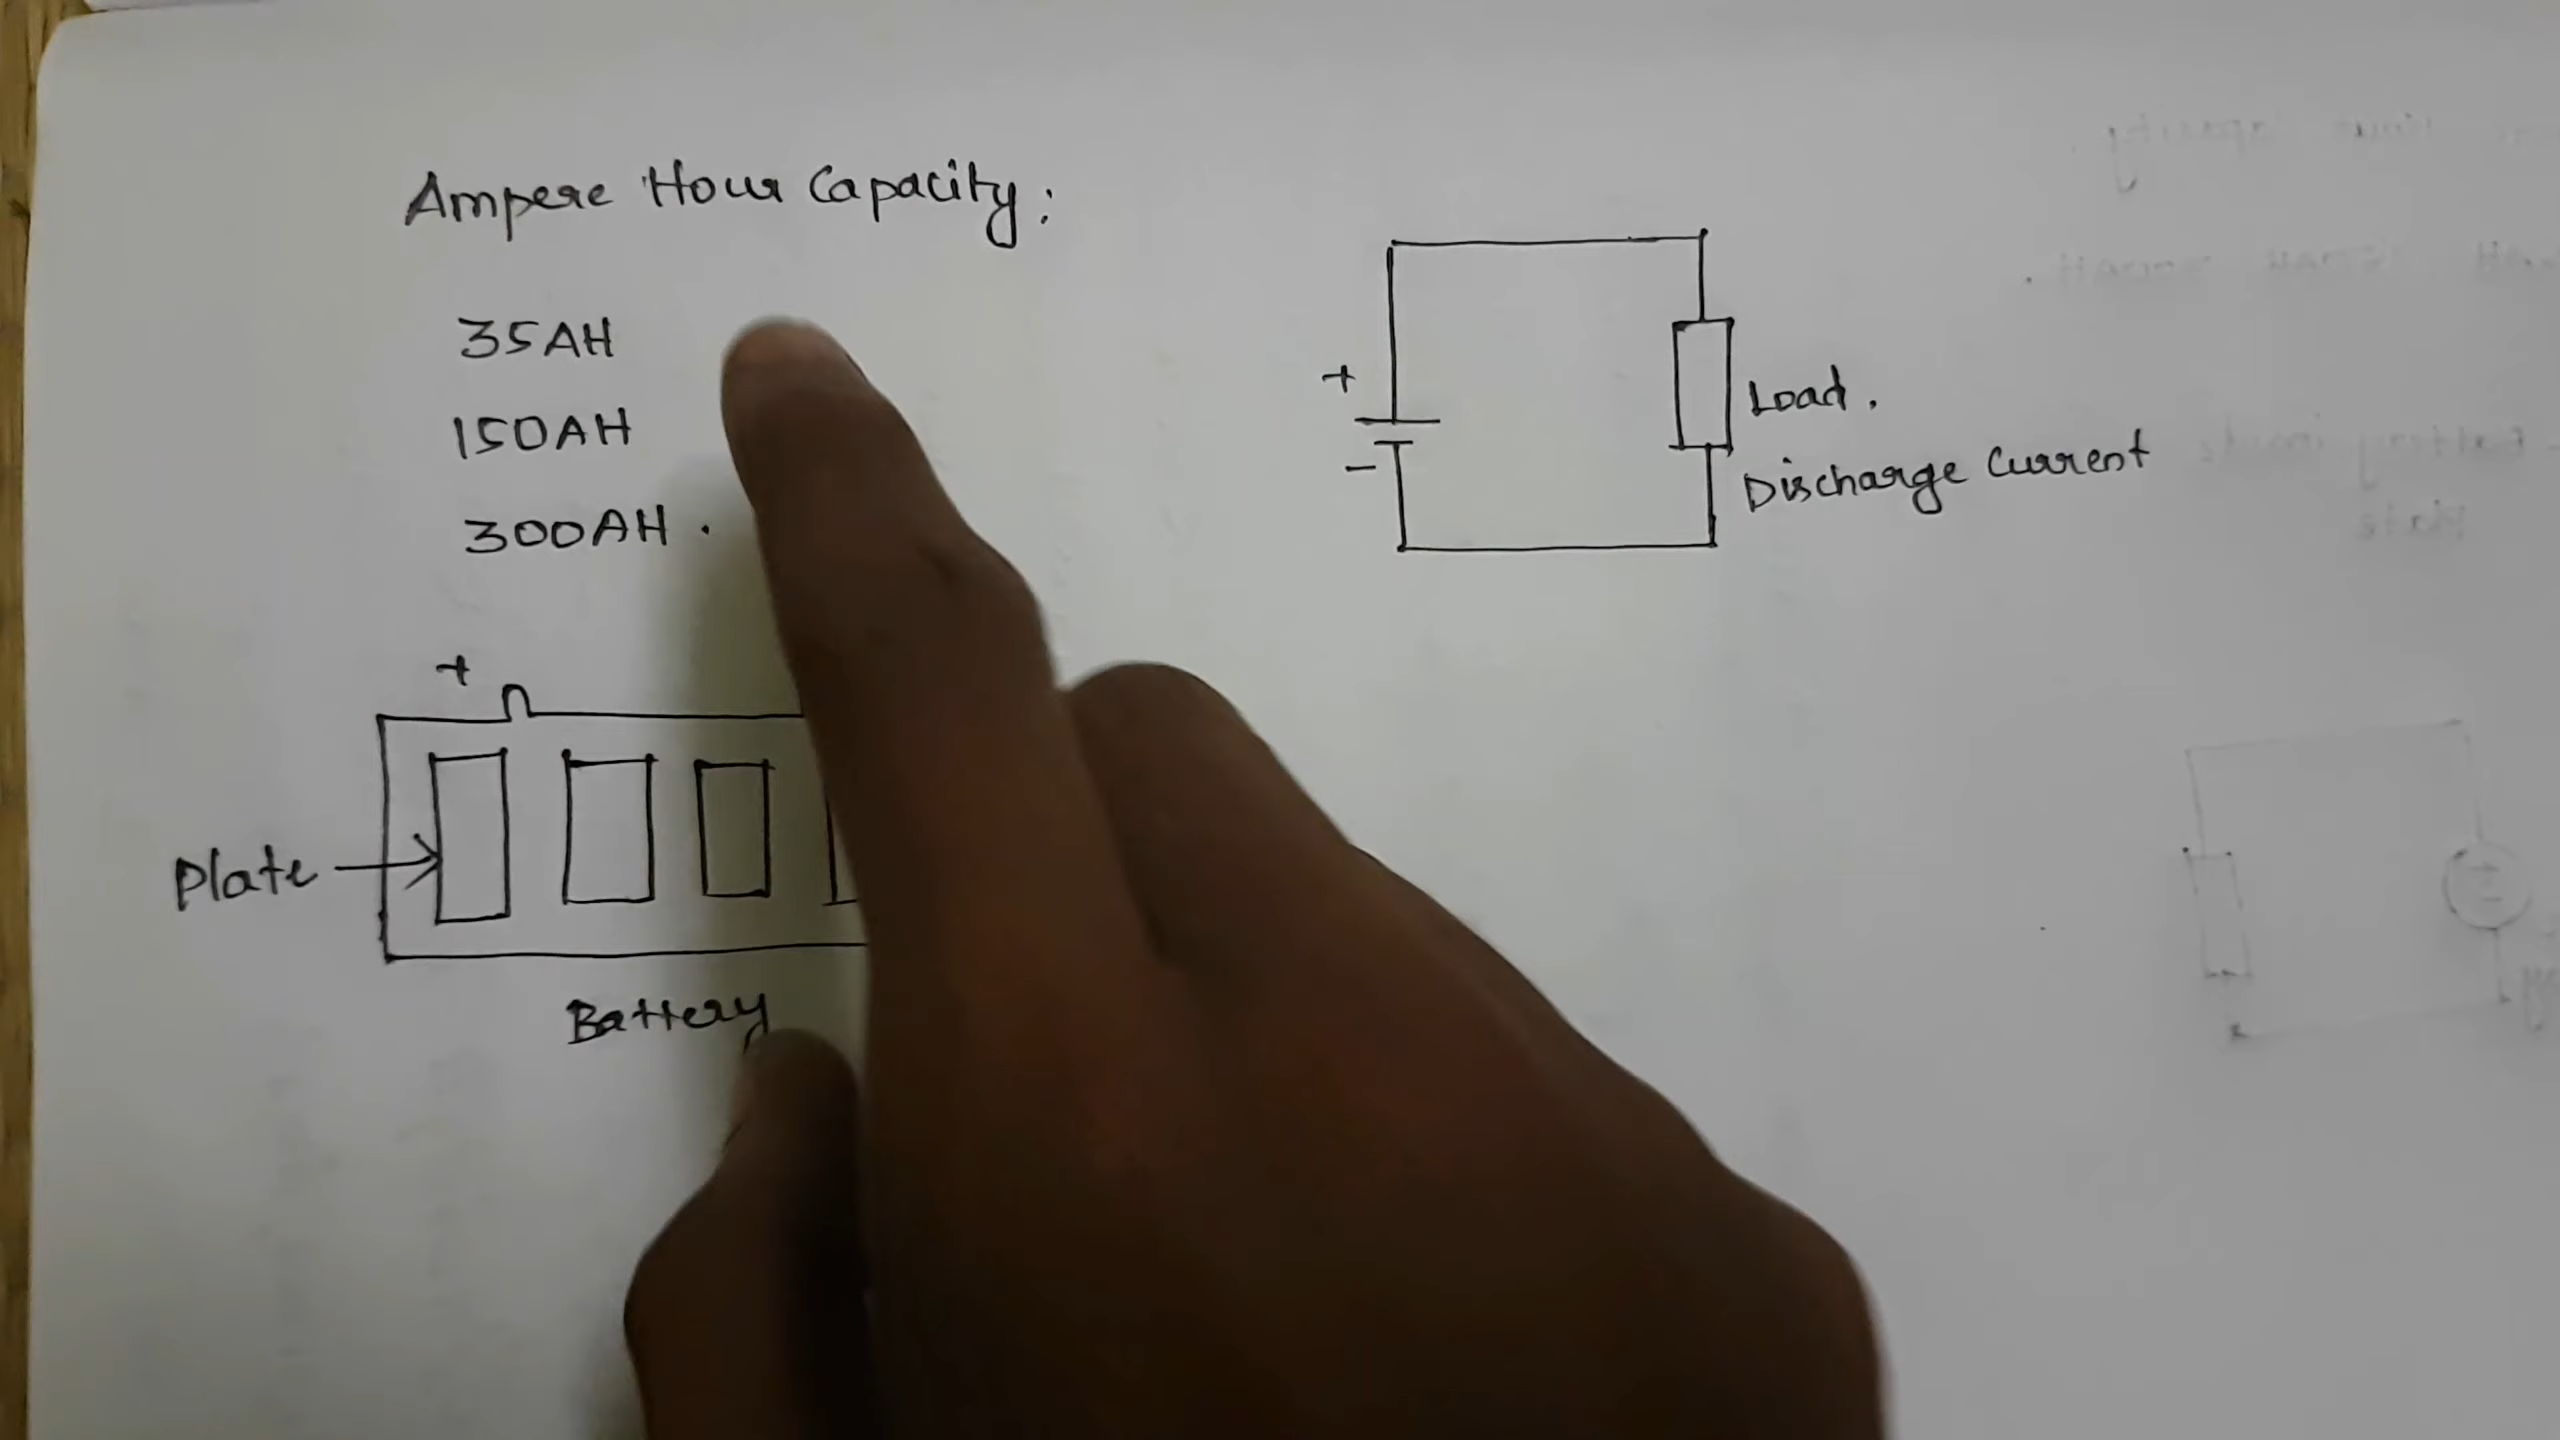 Ampere Hour Capacity:
35AH
150AH
300AH.
+
-
Load.
Discharge Current
+
Plate
Battery